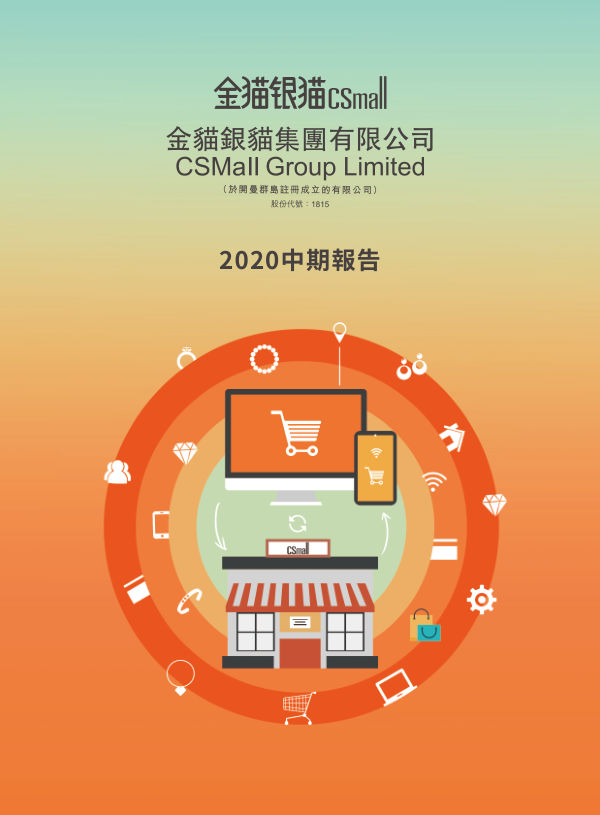 金猫银猫CSmall
金貓銀貓集團有限公司
CSMall Group Limited
（於開曼群島註冊成立的有限公司）
股份代號：1815
2020中期報告
CSmall